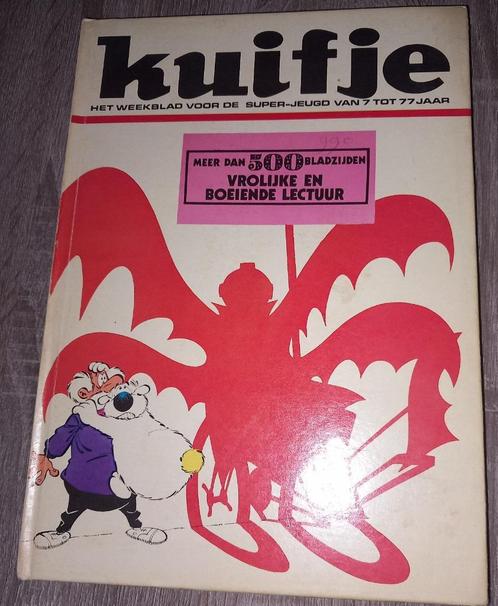 kuifje
HET WEEKBLAD VOOR DE SUPER-JEUGD VAN 7 TOT 77 JAAR
MEER DAN 500 BLADZIJDEN
VROLIJKE EN
BOEIENDE LECTUUR